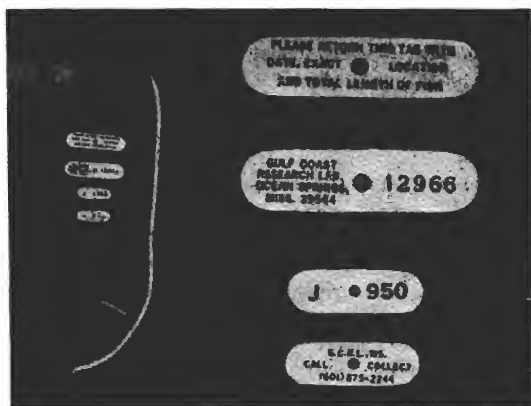 PLEASE RETURN THIS TAG WITH
DATE, EXACT LOCATION
AND TOTAL LENGTH OF FISH
GULF COAST
RESEARCH LAB.
OCEAN SPRINGS,
MISS. 39564
12966
J 950
G.C.R.L., MS.
CALL COLLECT
(601) 875-2244